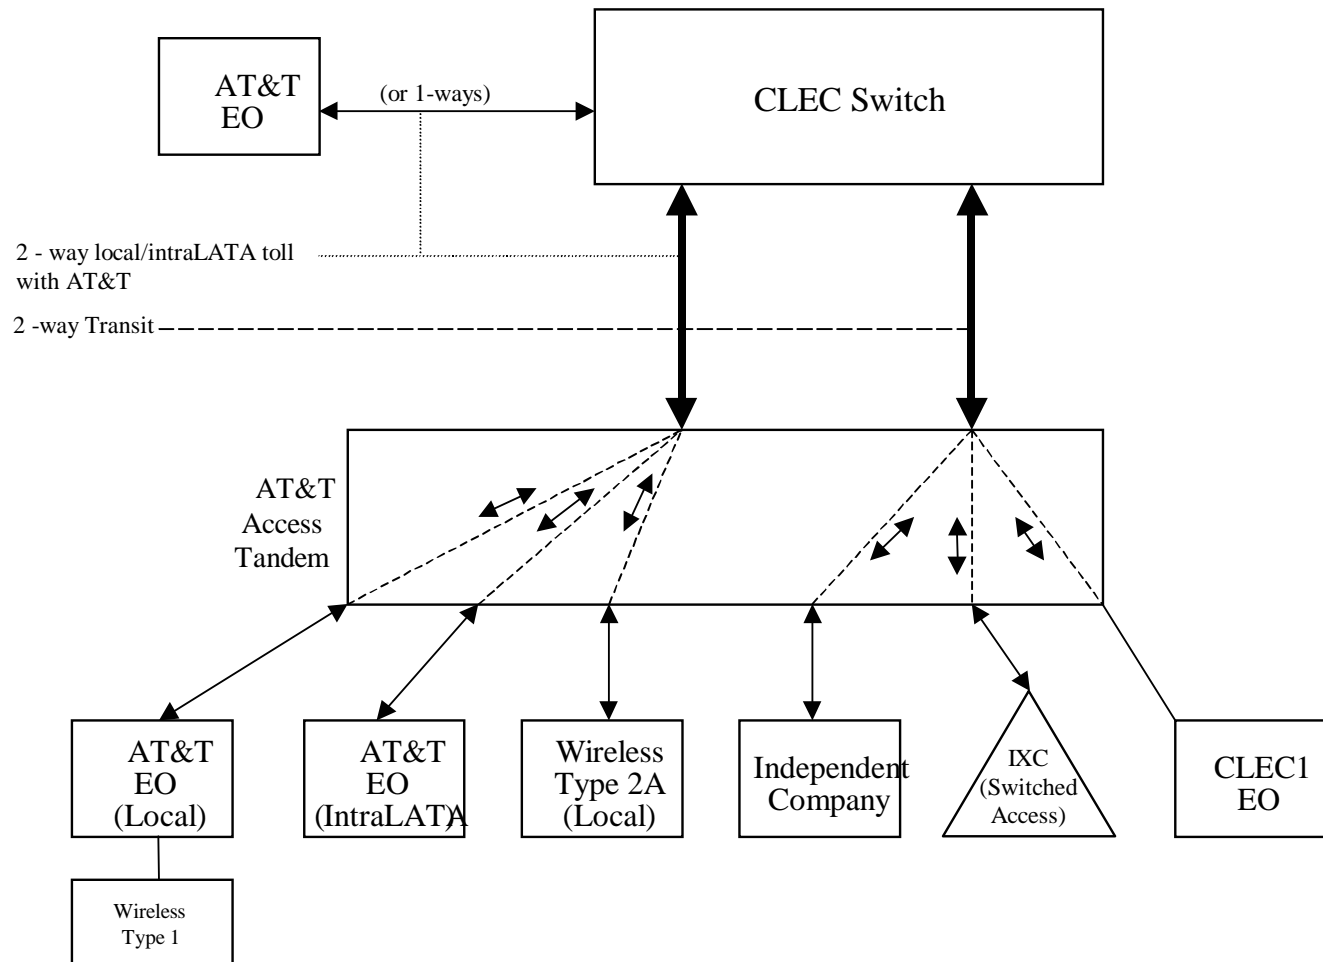 AT&T
EO
(or 1-ways)
CLEC Switch
2 - way local/intraLATA toll
with AT&T
2 -way Transit
AT&T
Access
Tandem
AT&T
EO
(Local)
AT&T
EO
(IntraLAT)A
Wireless
Type 2A
(Local)
Independent
Company
IXC
(Switched
Access)
CLEC1
EO
Wireless
Type 1